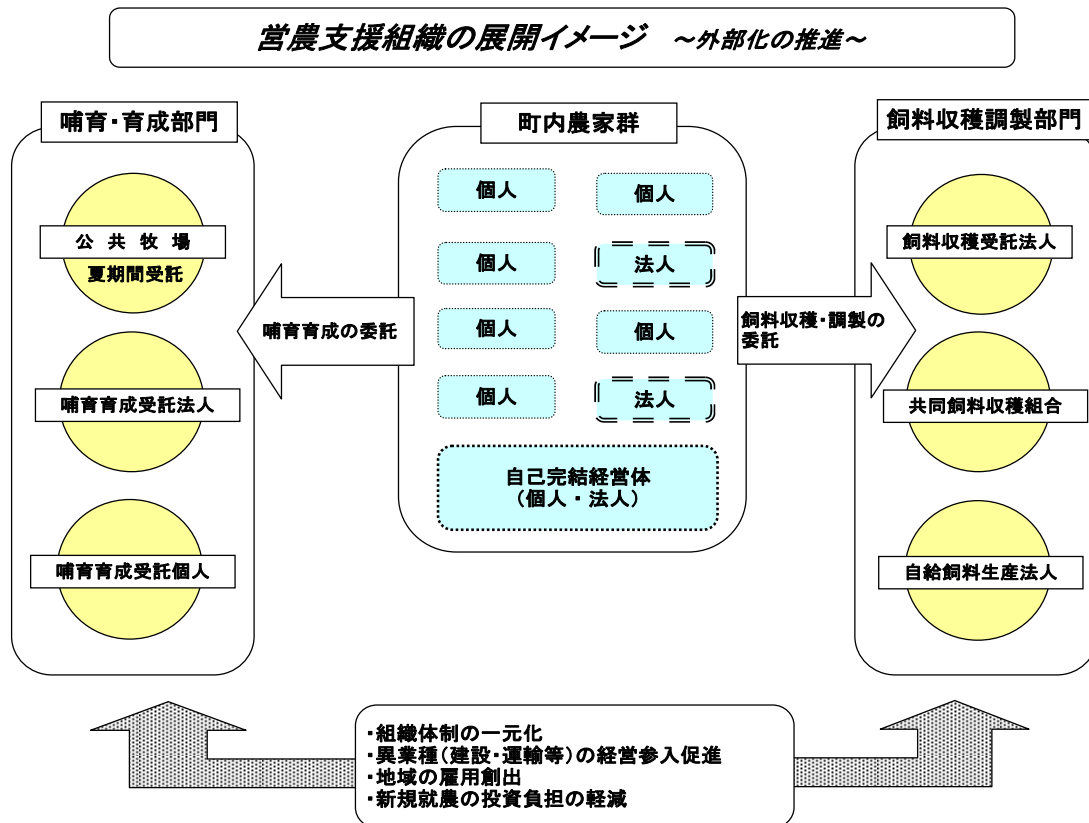 営農支援組織の展開イメージ ～外部化の推進～
哺育・育成部門
公共牧場
夏期間受託
哺育育成受託法人
哺育育成受託個人
哺育育成の委託
町内農家群
個人 個人
個人 法人
個人 個人
個人 法人
自己完結経営体
（個人・法人）
飼料収穫・調製の
委託
飼料収穫調製部門
飼料収穫受託法人
共同飼料収穫組合
自給飼料生産法人
・組織体制の一元化
・異業種（建設・運輸等）の経営参入促進
・地域の雇用創出
・新規就農の投資負担の軽減